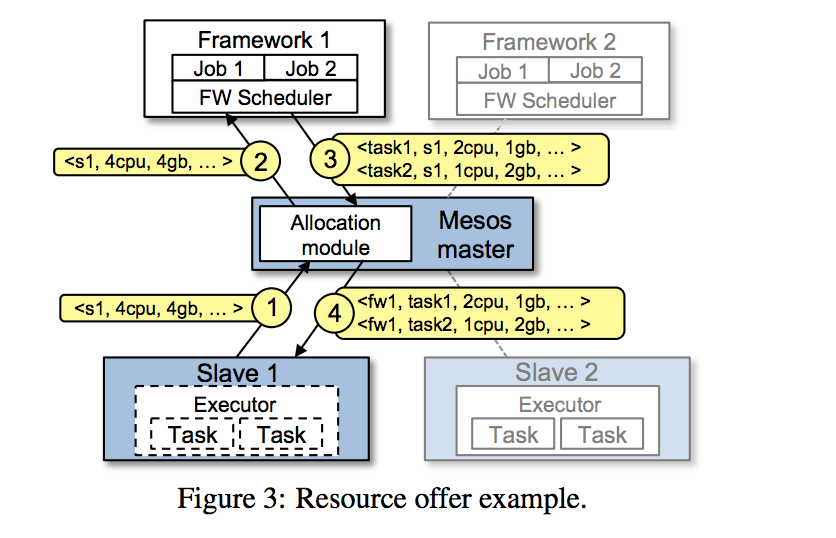 Framework 1
Job 1 Job 2
FW Scheduler
Framework 2
Job 1 Job 2
FW Scheduler
<s1, 4cpu, 4gb, ... >
2
3
<task1, s1, 2cpu, 1gb, ... >
<task2, s1, 1cpu, 2gb, ... >
Allocation
module
Mesos
master
<s1, 4cpu, 4gb, ... >
1
4
<fw1, task1, 2cpu, 1gb, ... >
<fw1, task2, 1cpu, 2gb, ... >
Slave 1
Executor
Task Task
Slave 2
Executor
Task Task
Figure 3: Resource offer example.